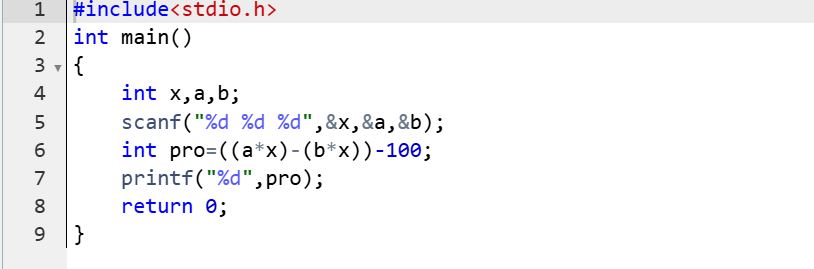 1 #include<stdio.h>
2 int main()
3 {
4 int x,a,b;
5 scanf("%d %d %d",&x,&a,&b);
6 int pro=((a*x)-(b*x))-100;
7 printf("%d",pro);
8 return 0;
9 }